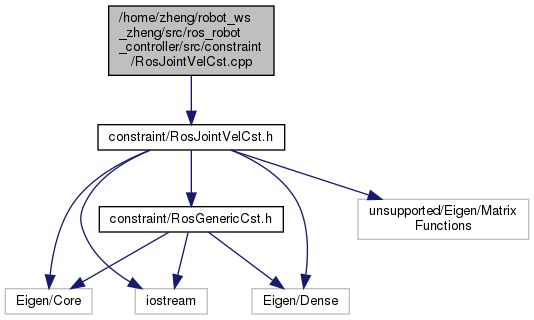 /home/zheng/robot_ws
_zheng/src/ros_robot
_controller/src/constraint
/RosJointVelCst.cpp
constraint/RosJointVelCst.h
constraint/RosGenericCst.h
unsupported/Eigen/Matrix
Functions
Eigen/Core
iostream
Eigen/Dense